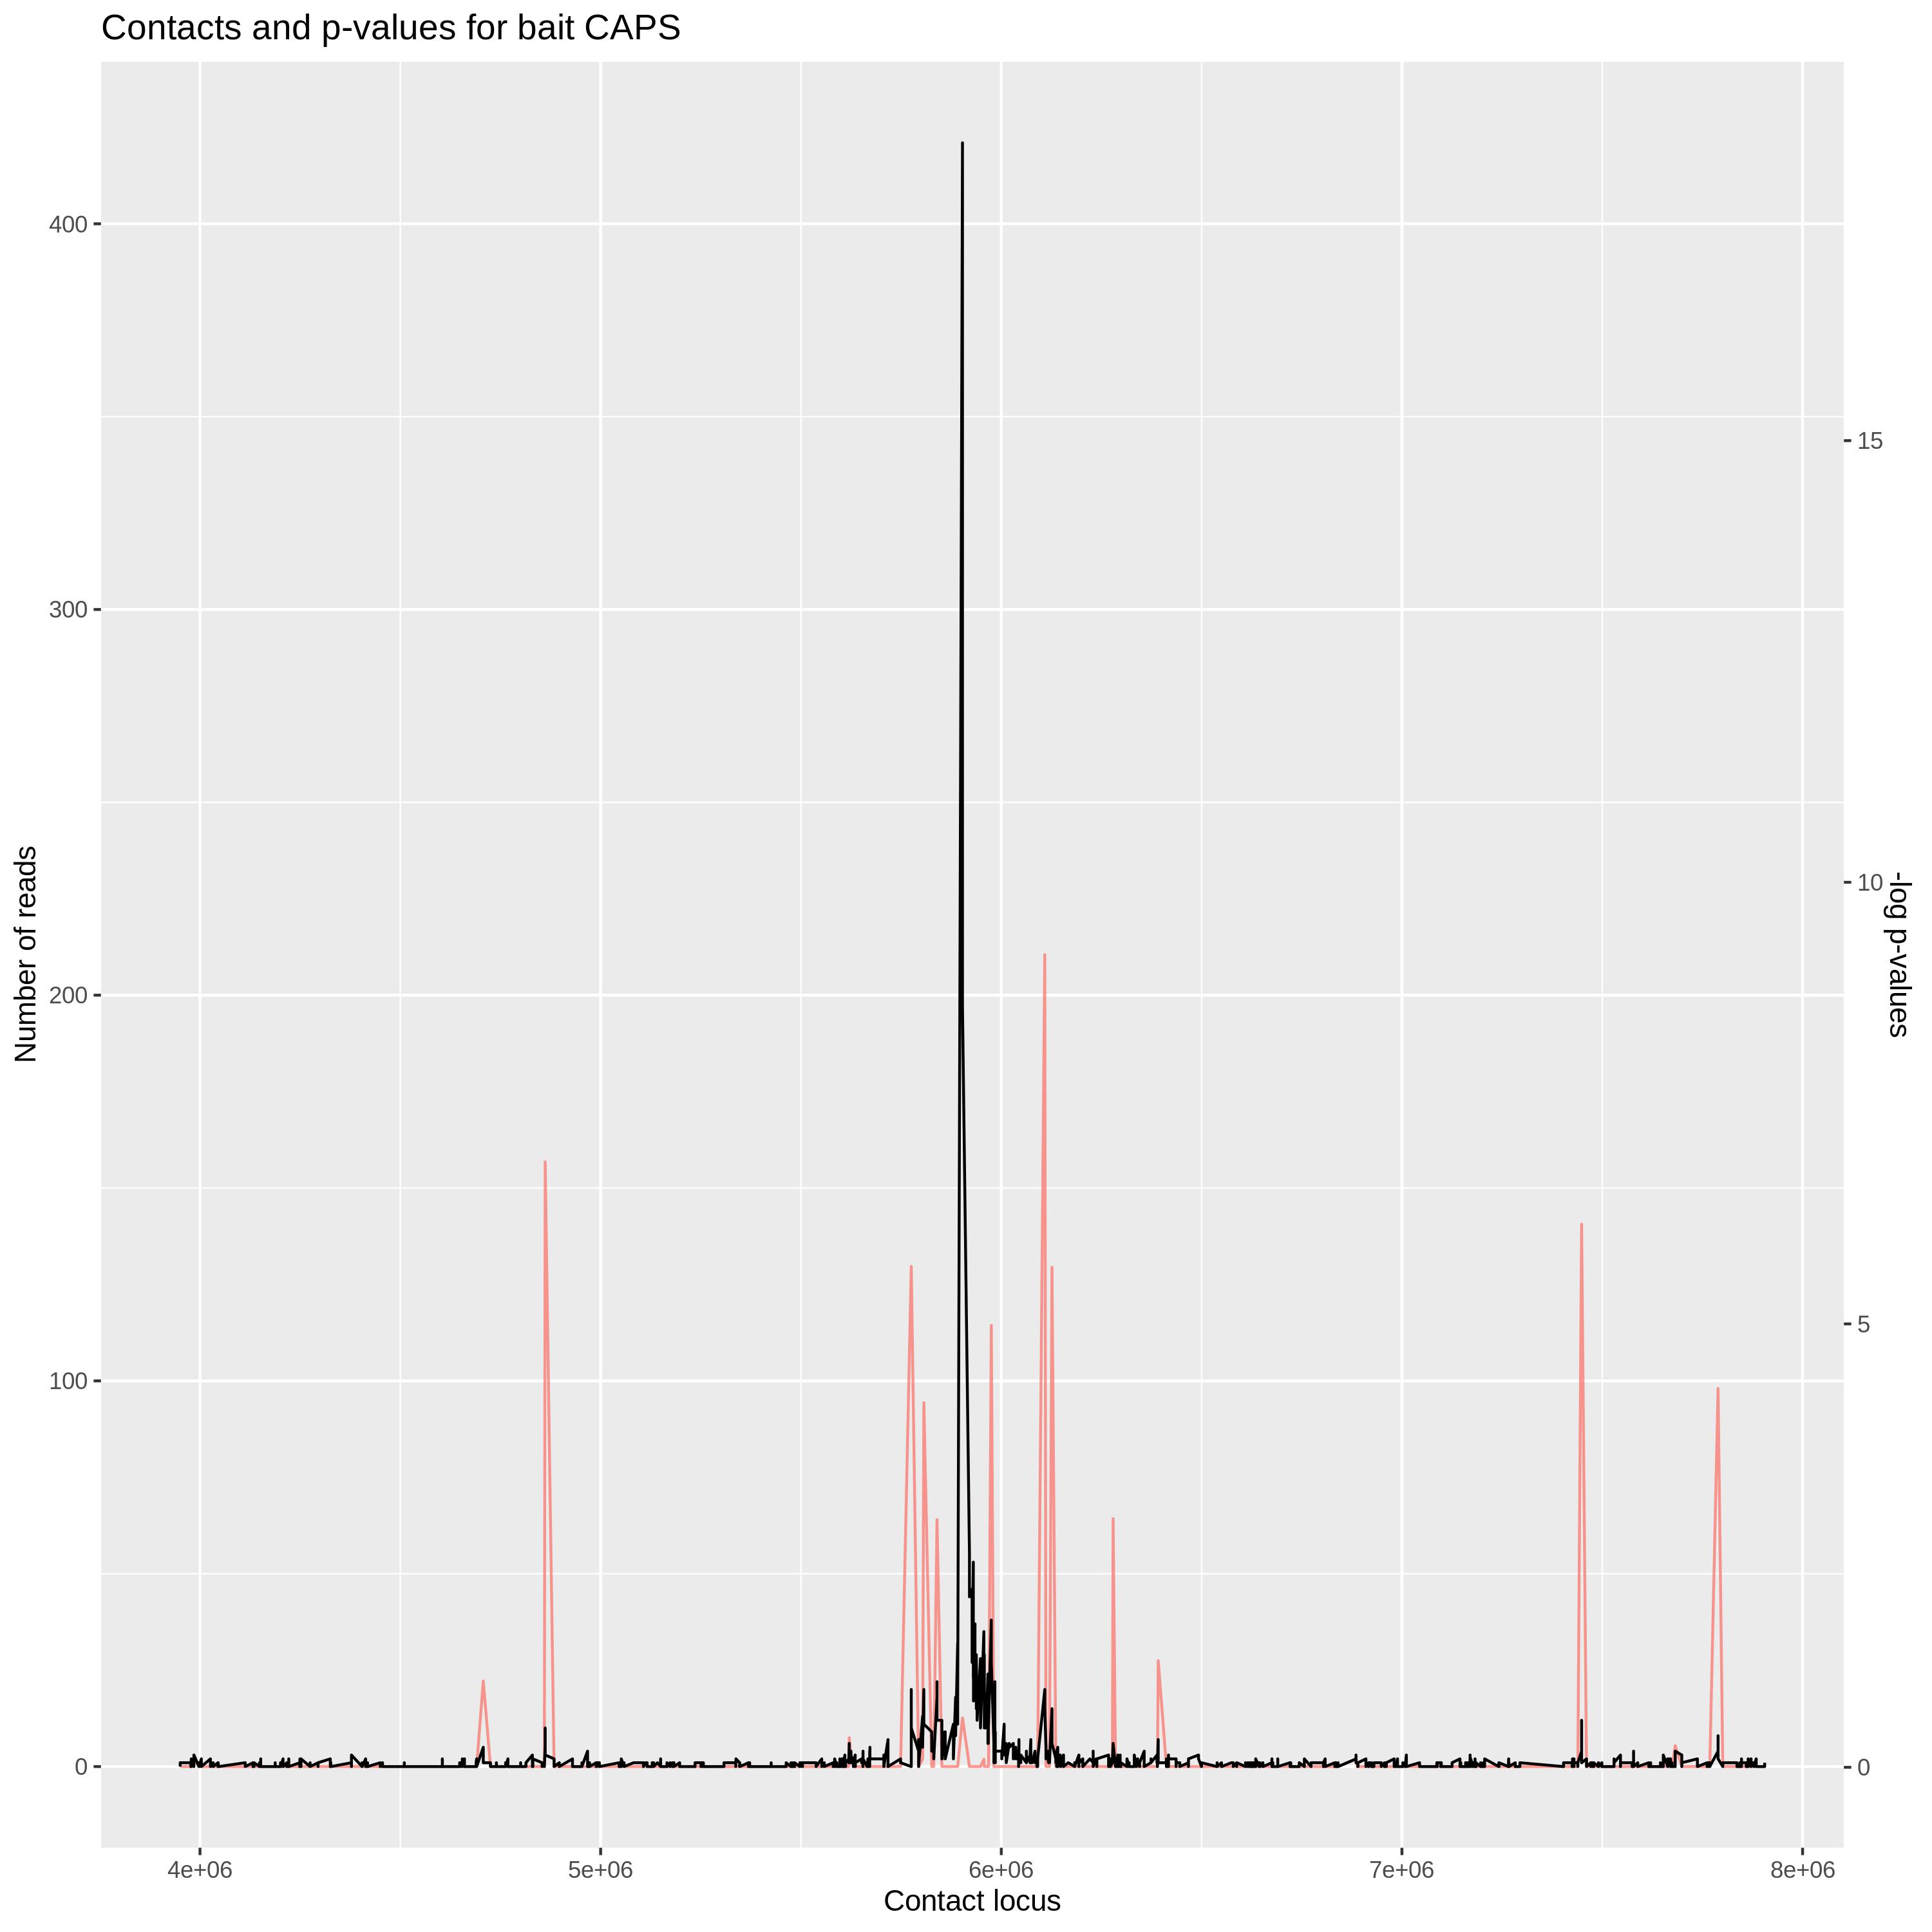 Contacts and p-values for bait CAPS
400
300
200
100
0
Number of reads
15
10
5
0
-log p-values
4e+06 5e+06 6e+06 7e+06 8e+06
Contact locus